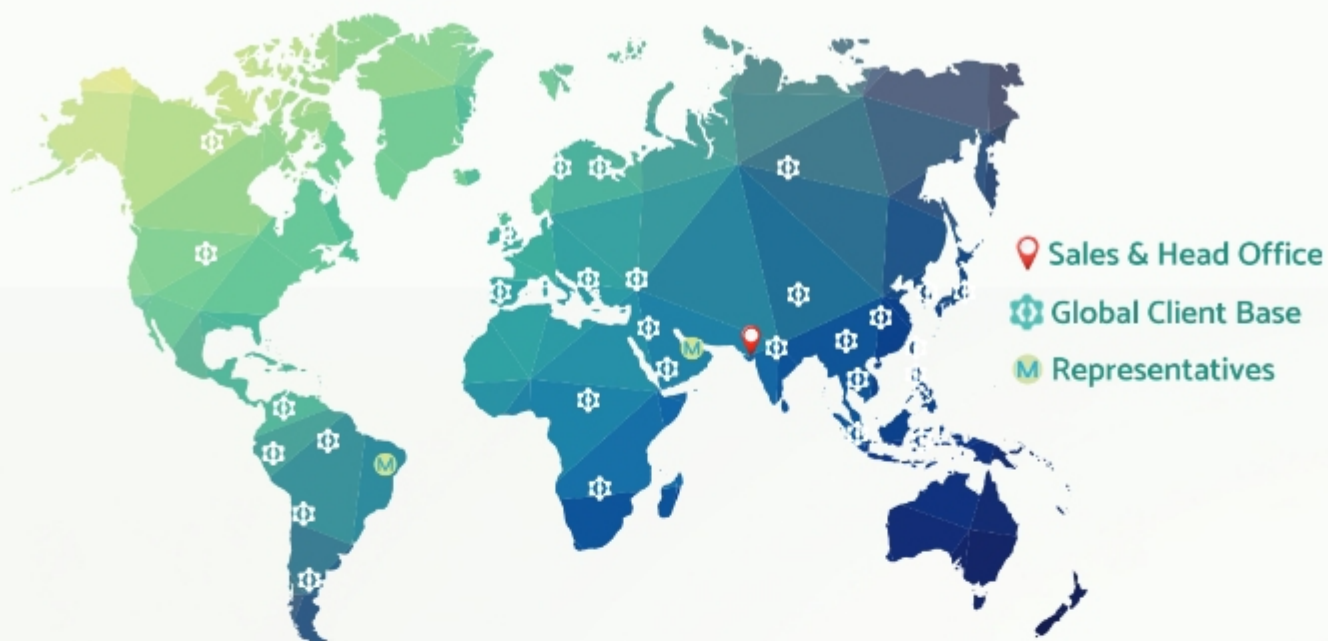 Sales & Head Office
Global Client Base
M Representatives
M
M